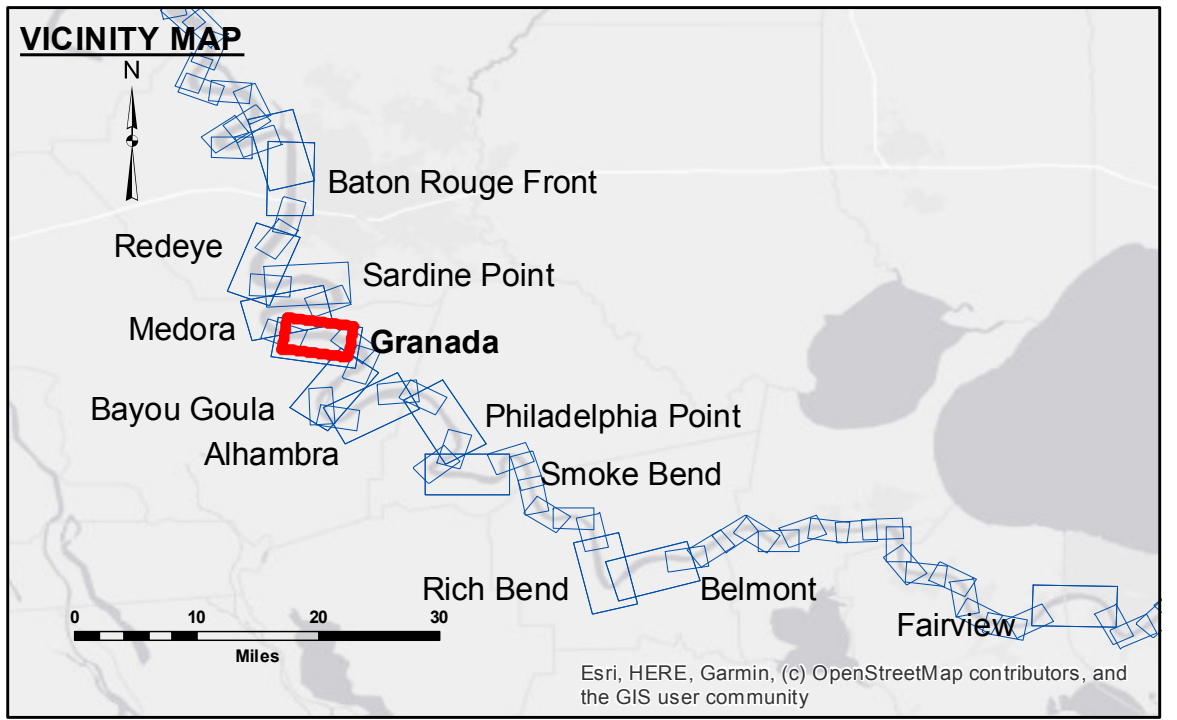 VICINITY MAP
N
Baton Rouge Front
Redeye
Sardine Point
Medora
Granada
Bayou Goula
Philadelphia Point
Alhambra
Smoke Bend
Rich Bend
Belmont
Fairview
0 10 20 30
Miles
Esri, HERE, Garmin, (c) OpenStreetMap contributors, and
the GIS user community